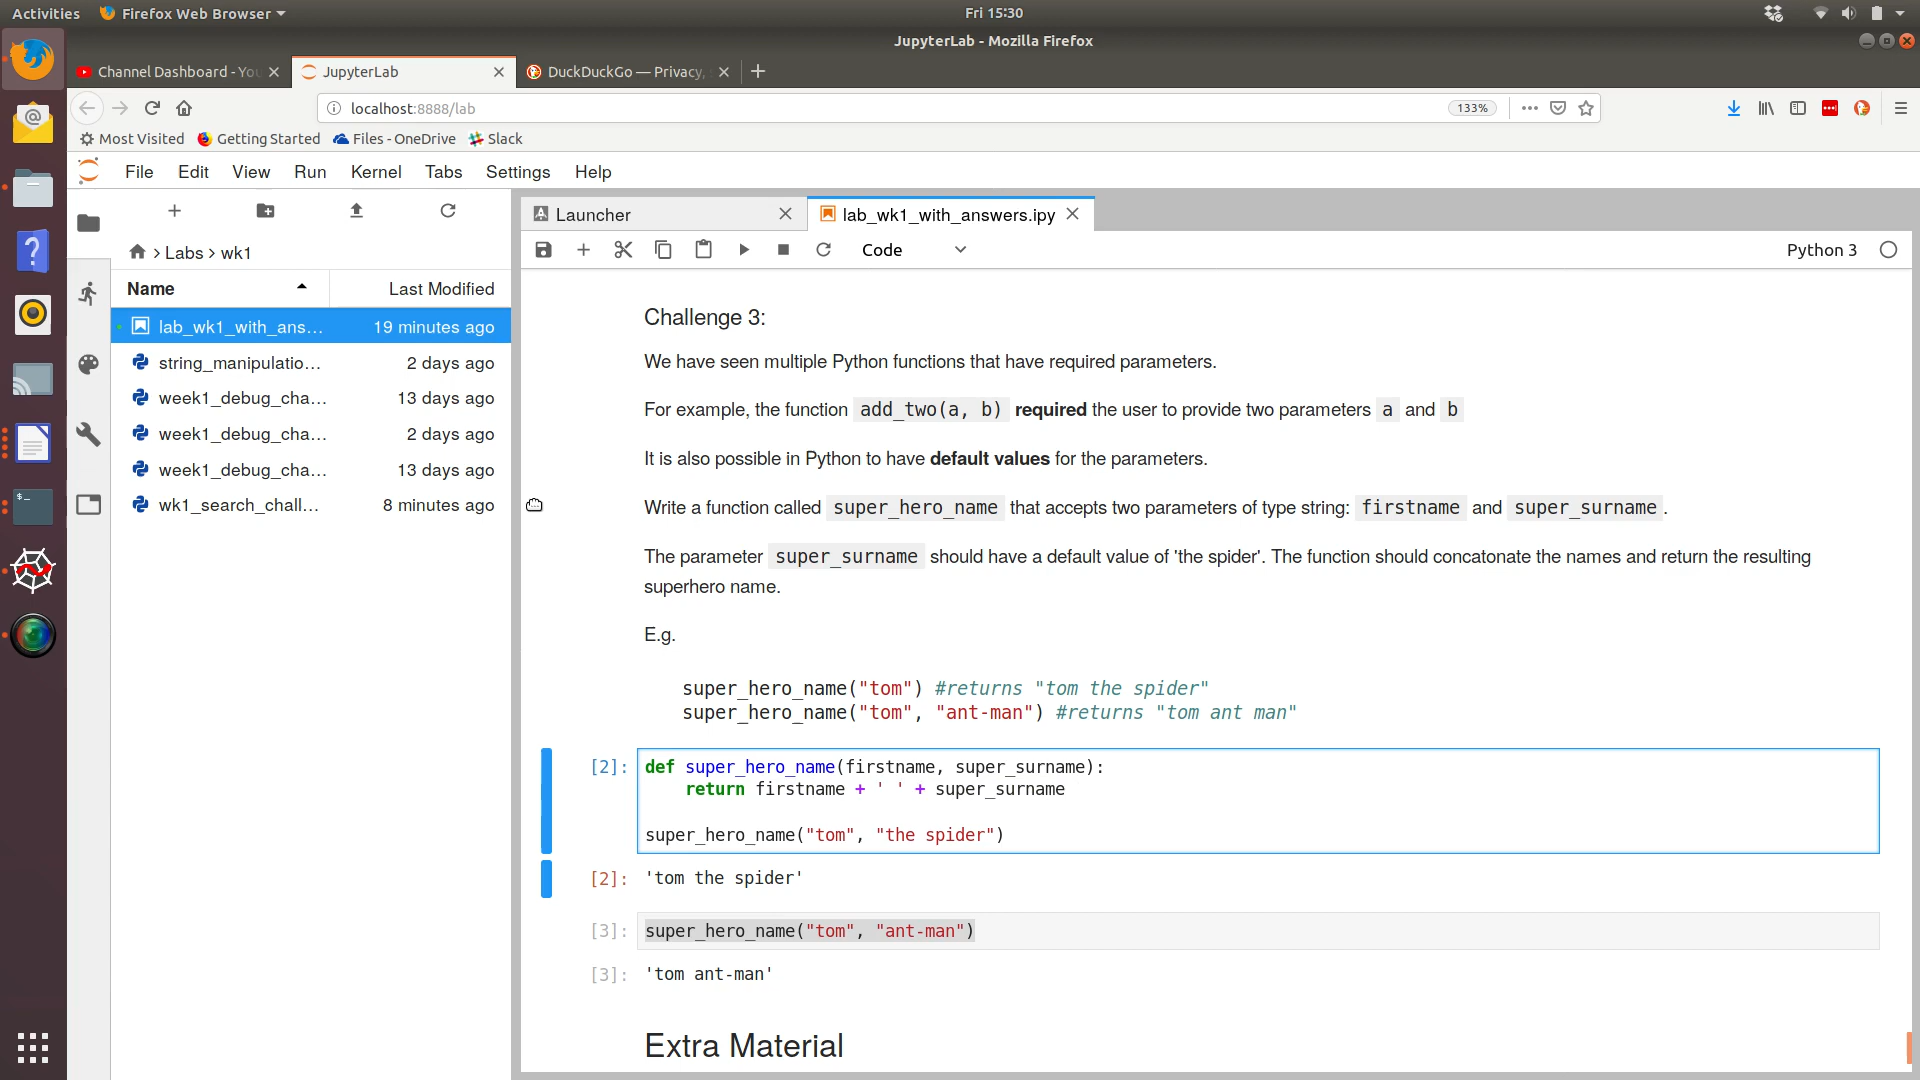 Activities
Firefox Web Browser
Fri 15:30
JupyterLab - Mozilla Firefox
Channel Dashboard - You
JupyterLab
DuckDuckGo — Privacy,
localhost:8888/lab
133%
Most Visited
Getting Started
Files - OneDrive
Slack
File
Edit
View
Run
Kernel
Tabs
Settings
Help
Launcher
lab_wk1_with_answers.ipy
Labs > wk1
Code
Python 3
Name
Last Modified
lab_wk1_with_ans...
19 minutes ago
string_manipulatio...
2 days ago
week1_debug_cha...
13 days ago
week1_debug_cha...
2 days ago
week1_debug_cha...
13 days ago
wk1_search_chall...
8 minutes ago
Challenge 3:
We have seen multiple Python functions that have required parameters.
For example, the function add_two(a, b) required the user to provide two parameters a and b
It is also possible in Python to have default values for the parameters.
Write a function called super_hero_name that accepts two parameters of type string: firstname and super_surname.
The parameter super_surname should have a default value of 'the spider'. The function should concatonate the names and return the resulting
superhero name.
E.g.
super_hero_name("tom") #returns "tom the spider"
super_hero_name("tom", "ant-man") #returns "tom ant man"
[2]: def super_hero_name(firstname, super_surname):
return firstname + ' ' + super_surname
super_hero_name("tom", "the spider")
[2]: 'tom the spider'
[3]: super_hero_name("tom", "ant-man")
[3]: 'tom ant-man'
Extra Material